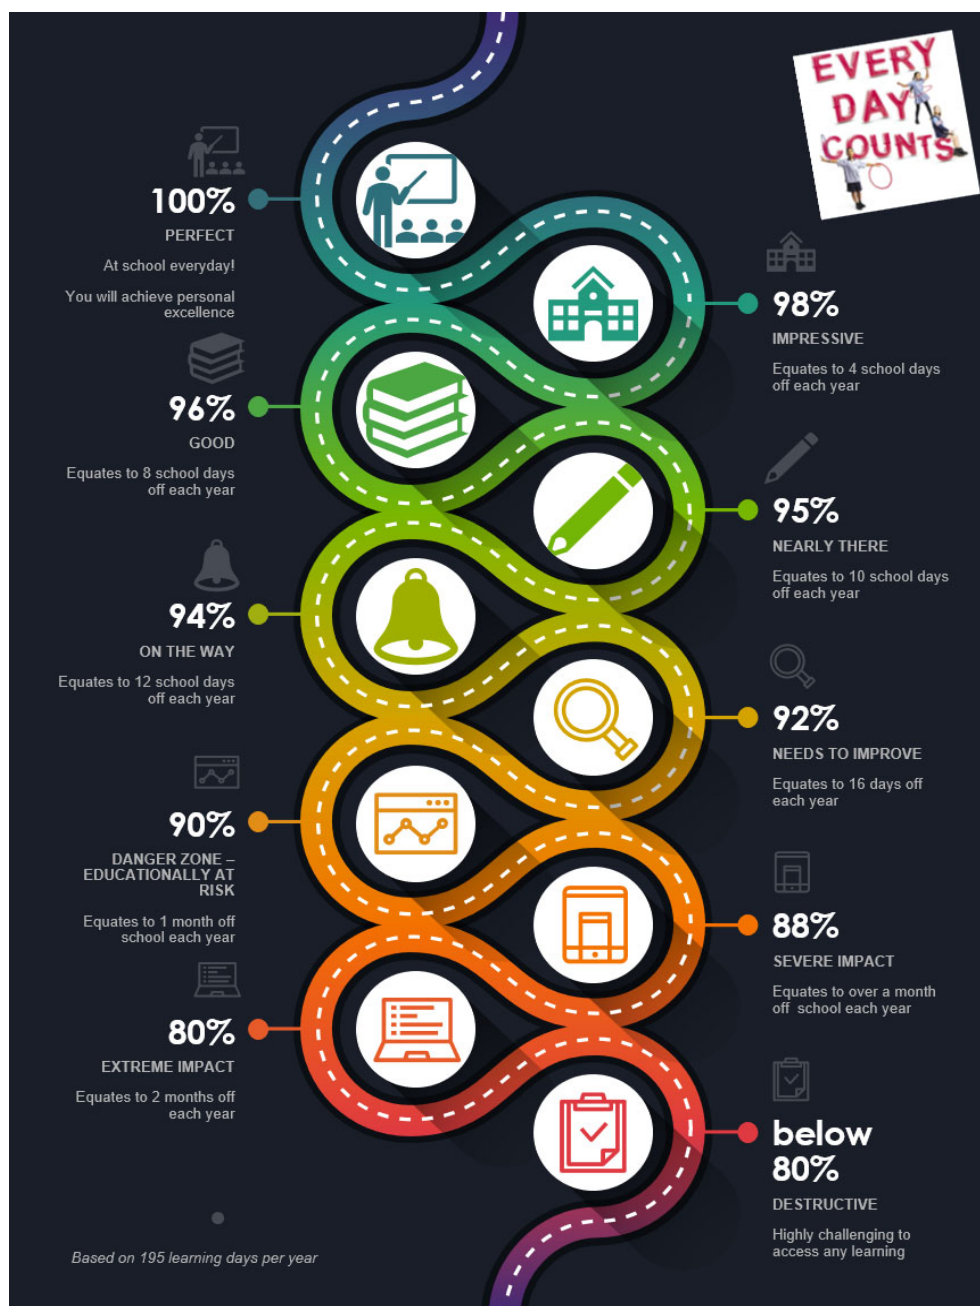 EVERY
DAY
COUNTS
100%
PERFECT
At school everyday!
You will achieve personal
excellence
98%
IMPRESSIVE
Equates to 4 school days
off each year
96%
GOOD
Equates to 8 school days
off each year
95%
NEARLY THERE
Equates to 10 school days
off each year
94%
ON THE WAY
Equates to 12 school days
off each year
92%
NEEDS TO IMPROVE
Equates to 16 days off
each year
90%
DANGER ZONE –
EDUCATIONALLY AT
RISK
Equates to 1 month off
school each year
88%
SEVERE IMPACT
Equates to over a month
off school each year
80%
EXTREME IMPACT
Equates to 2 months off
each year
below
80%
DESTRUCTIVE
Highly challenging to
access any learning
Based on 195 learning days per year